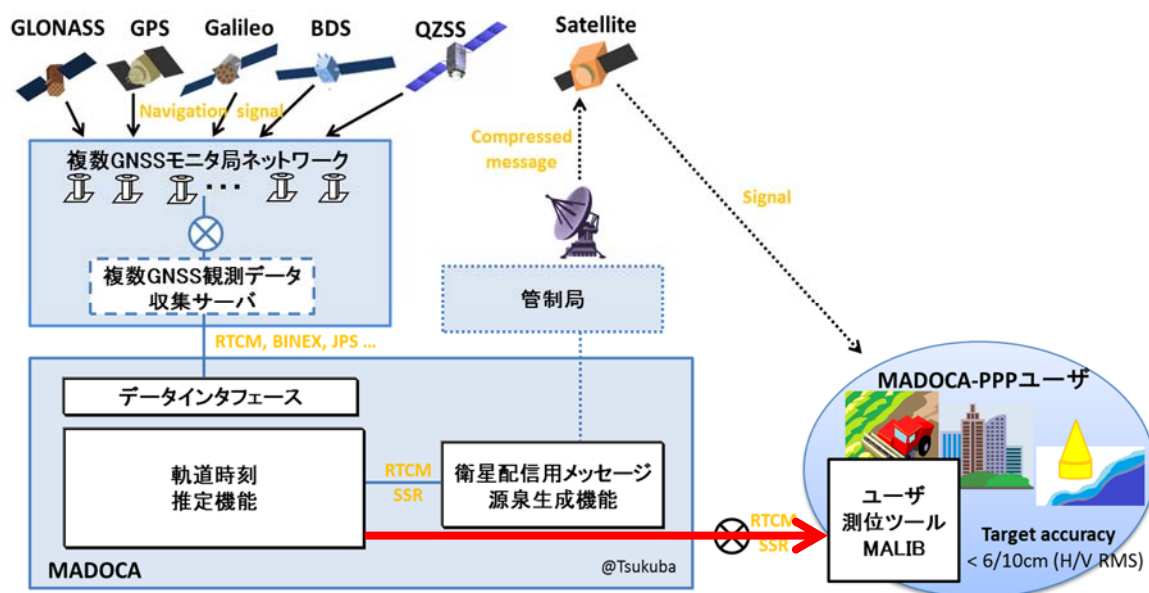 GLONASS GPS Galileo BDS QZSS Satellite
Navigation signal
複数GNSSモニタ局ネットワーク
・・・
Compressed
message
Signal
複数GNSS観測データ
収集サーバ
管制局
RTCM, BINEX, JPS ...
データインタフェース
軌道時刻
推定機能
RTCM
SSR
衛星配信用メッセージ
源泉生成機能
MADOCA
@Tsukuba
RTCM
SSR
MADOCA-PPPユーザ
ユーザ
測位ツール
MALIB
Target accuracy
< 6/10cm (H/V RMS)